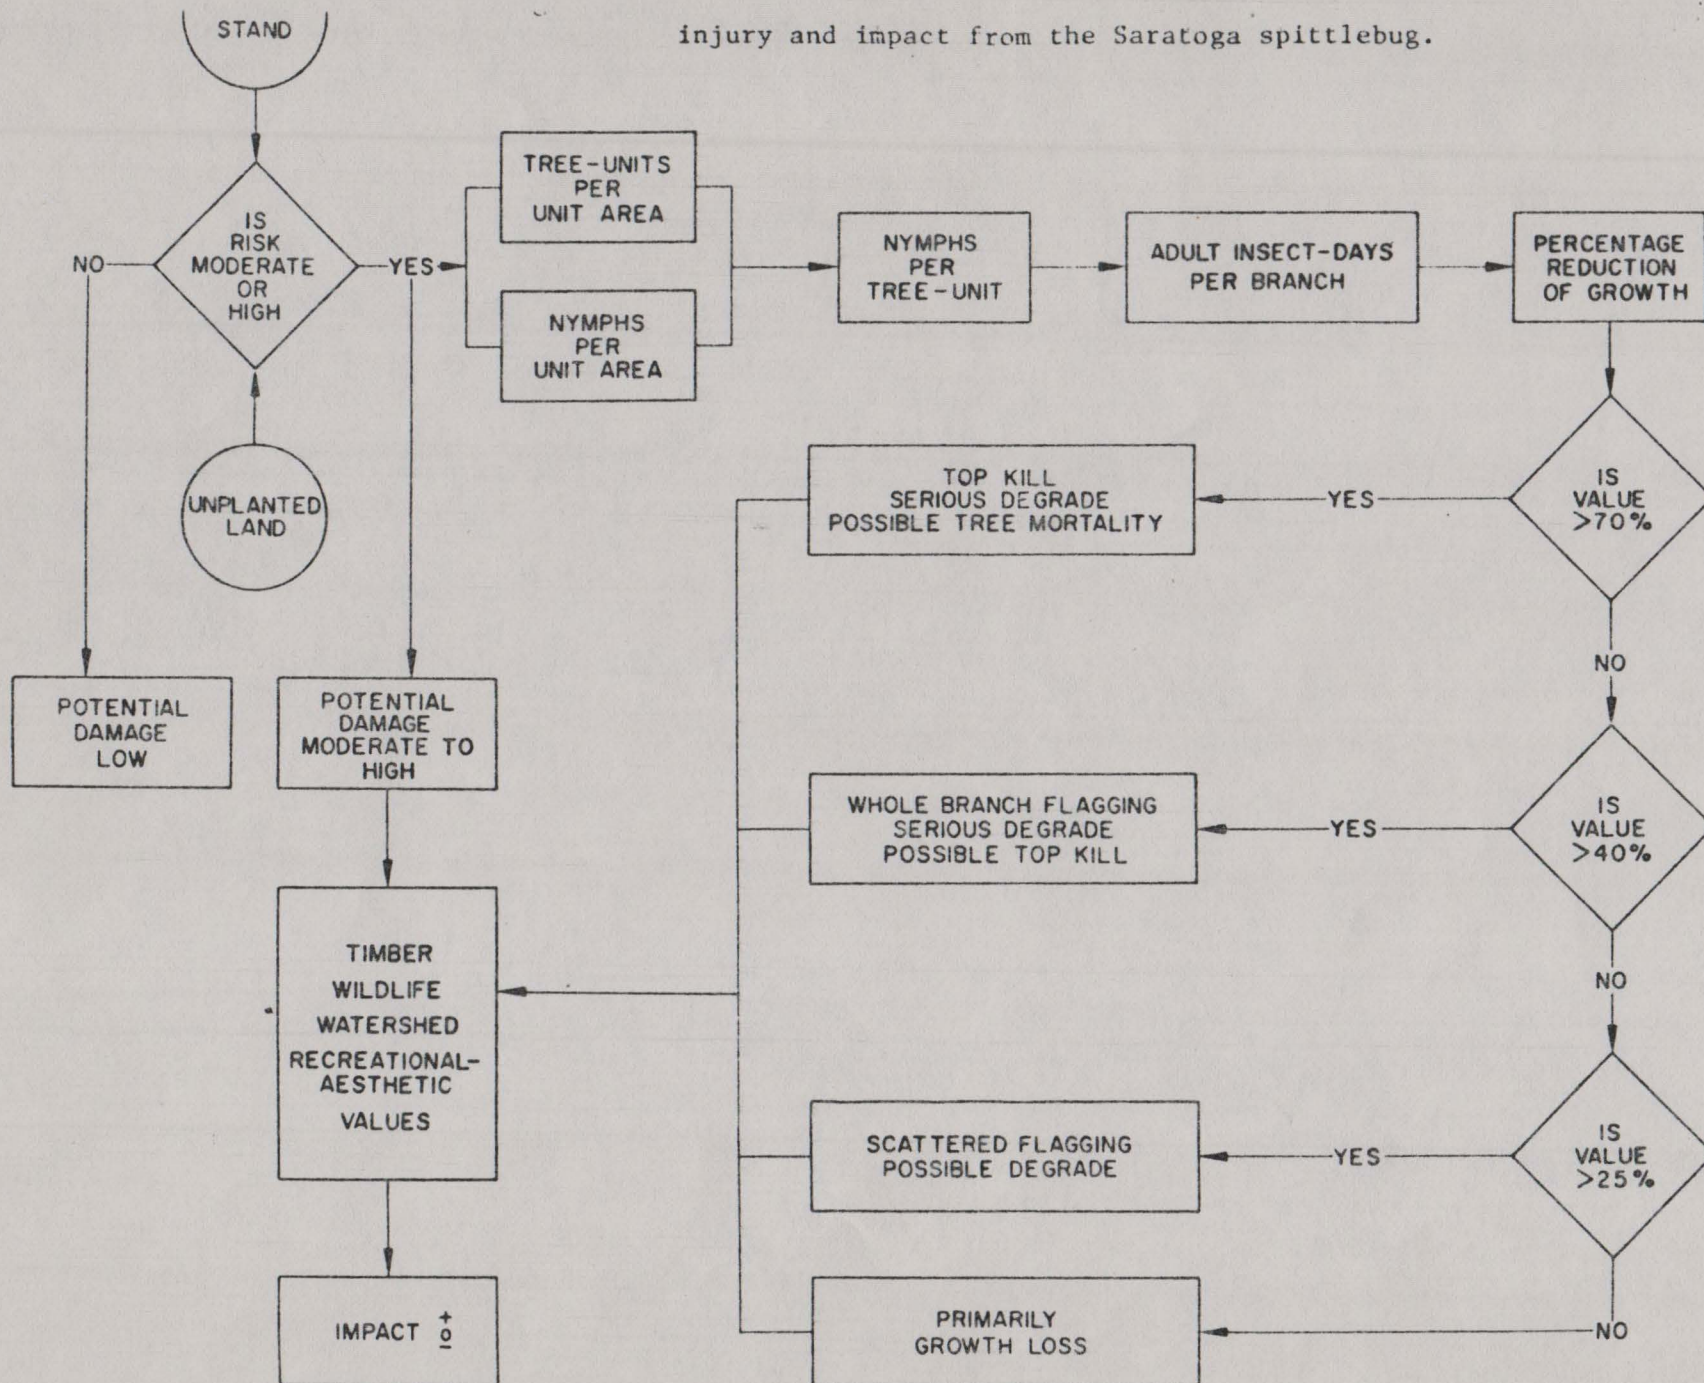 STAND
injury and impact from the Saratoga spittlebug.
IS
RISK
MODERATE
OR
HIGH
NO
YES
TREE-UNITS
PER
UNIT AREA
NYMPHS
PER
UNIT AREA
NYMPHS
PER
TREE-UNIT
ADULT INSECT-DAYS
PER BRANCH
PERCENTAGE
REDUCTION
OF GROWTH
UNPLANTED
LAND
TOP KILL
SERIOUS DEGRADE
POSSIBLE TREE MORTALITY
YES
IS
VALUE
>70%
NO
POTENTIAL
DAMAGE
LOW
POTENTIAL
DAMAGE
MODERATE TO
HIGH
WHOLE BRANCH FLAGGING
SERIOUS DEGRADE
POSSIBLE TOP KILL
YES
IS
VALUE
>40%
NO
TIMBER
WILDLIFE
WATERSHED
RECREATIONAL-
AESTHETIC
VALUES
SCATTERED FLAGGING
POSSIBLE DEGRADE
YES
IS
VALUE
>25%
NO
IMPACT +
0
-
PRIMARILY
GROWTH LOSS